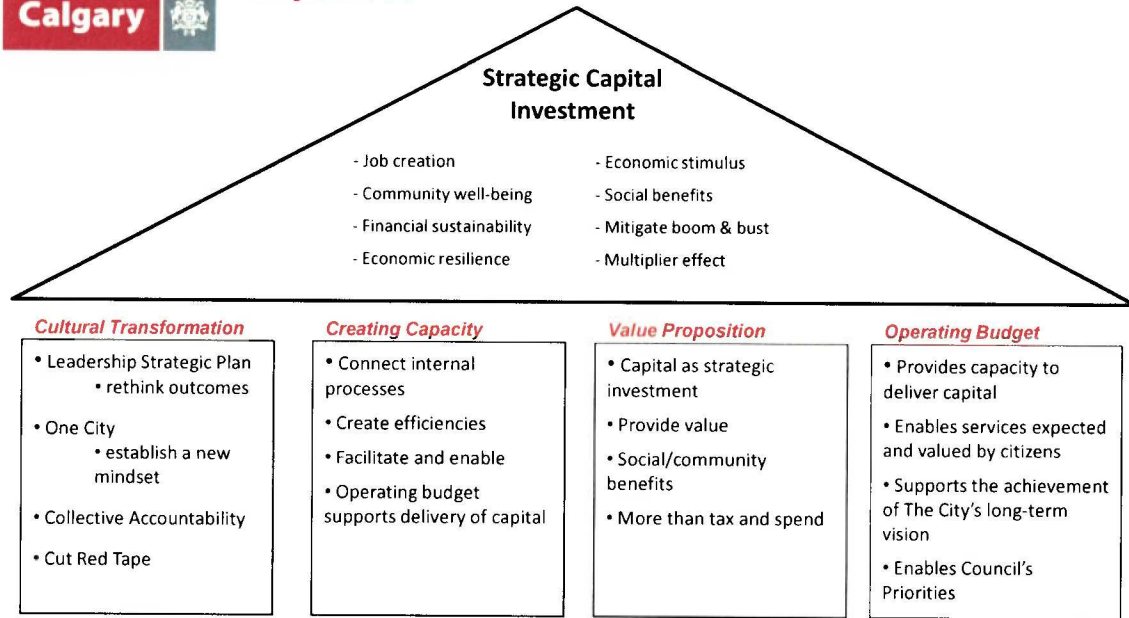 Calgary
Strategic Capital
Investment
- Job creation
- Community well-being
- Financial sustainability
- Economic resilience
- Economic stimulus
- Social benefits
- Mitigate boom & bust
- Multiplier effect
Cultural Transformation
• Leadership Strategic Plan
• rethink outcomes
• One City
• establish a new
mindset
• Collective Accountability
• Cut Red Tape
Creating Capacity
• Connect internal
processes
• Create efficiencies
• Facilitate and enable
• Operating budget
supports delivery of capital
Value Proposition
• Capital as strategic
investment
• Provide value
• Social/community
benefits
• More than tax and spend
Operating Budget
• Provides capacity to
deliver capital
• Enables services expected
and valued by citizens
• Supports the achievement
of The City's long-term
vision
• Enables Council's
Priorities